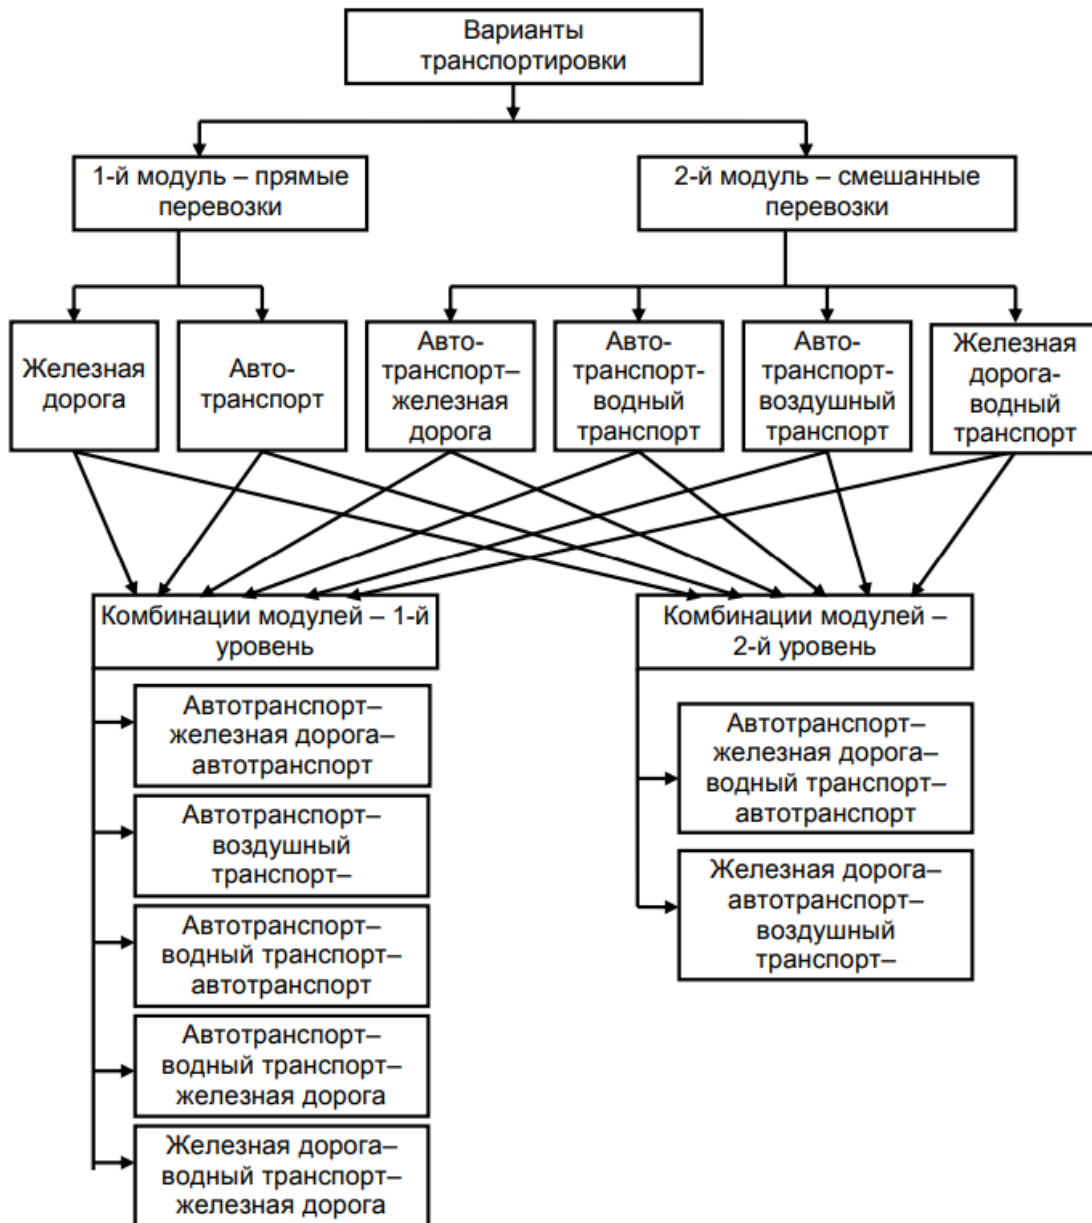 Варианты
транспортировки
1-й модуль – прямые
перевозки
2-й модуль – смешанные
перевозки
Железная
дорога
Авто-
транспорт
Авто-
транспорт–
железная
дорога
Авто-
транспорт-
водный
транспорт
Авто-
транспорт-
воздушный
транспорт
Железная
дорога-
водный
транспорт
Комбинации модулей – 1-й
уровень
Комбинации модулей –
2-й уровень
Автотранспорт–
железная дорога–
автотранспорт
Автотранспорт–
воздушный
транспорт–
Автотранспорт–
водный транспорт–
автотранспорт
Автотранспорт–
водный транспорт–
железная дорога
Железная дорога–
водный транспорт–
железная дорога
Автотранспорт–
железная дорога-
водный транспорт–
автотранспорт
Железная дорога–
автотранспорт–
воздушный
транспорт–